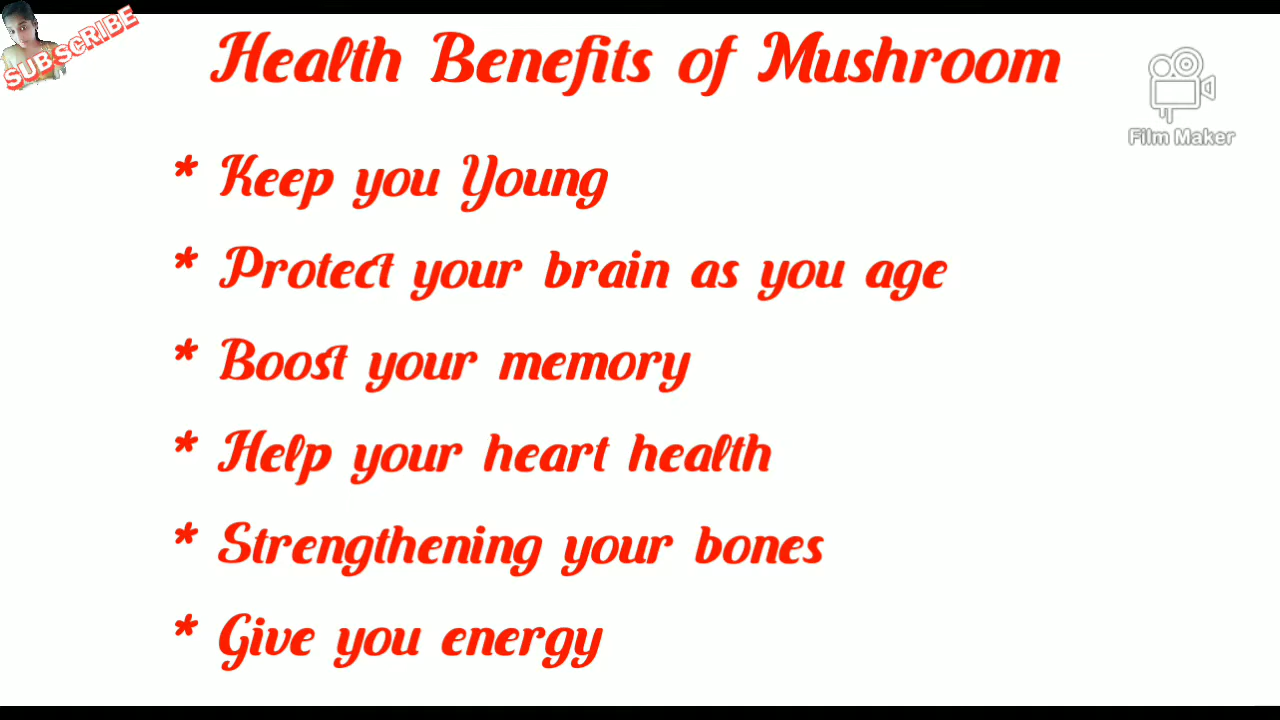 SUBSCRIBE
Health Benefits of Mushroom
Film Maker
* Keep you Young
* Protect your brain as you age
* Boost your memory
* Help your heart health
* Strengthening your bones
* Give you energy